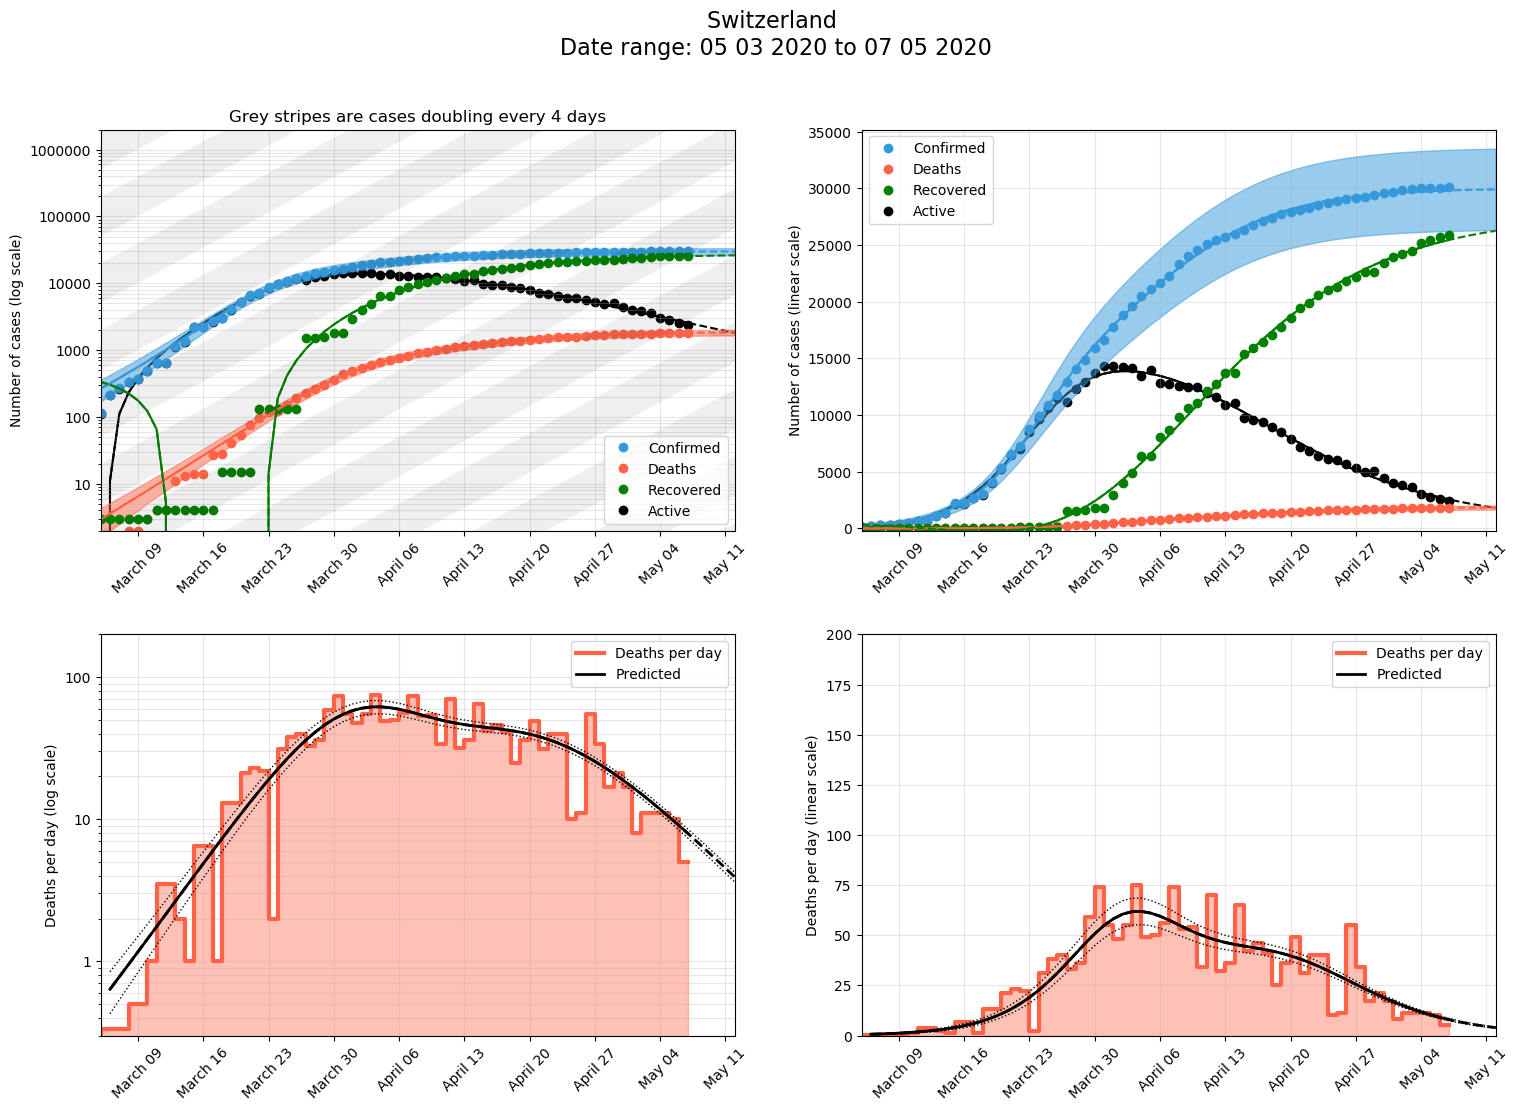 Switzerland
Date range: 05 03 2020 to 07 05 2020
Grey stripes are cases doubling every 4 days
Number of cases (log scale)
1000000
100000
10000
1000
100
10
Confirmed
Deaths
Recovered
Active
March 09
March 16
March 23
March 30
April 06
April 13
April 20
April 27
May 04
May 11
Number of cases (linear scale)
35000
30000
25000
20000
15000
10000
5000
0
Confirmed
Deaths
Recovered
Active
March 09
March 16
March 23
March 30
April 06
April 13
April 20
April 27
May 04
May 11
Deaths per day (log scale)
100
10
1
Deaths per day
Predicted
March 09
March 16
March 23
March 30
April 06
April 13
April 20
April 27
May 04
May 11
Deaths per day (linear scale)
200
175
150
125
100
75
50
25
0
Deaths per day
Predicted
March 09
March 16
March 23
March 30
April 06
April 13
April 20
April 27
May 04
May 11